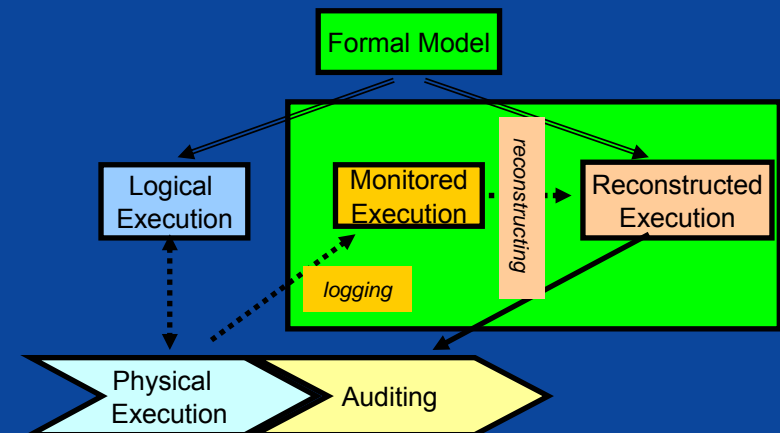 Formal Model
Logical
Execution
Monitored
Execution
reconstructing
Reconstructed
Execution
logging
Physical
Execution
Auditing